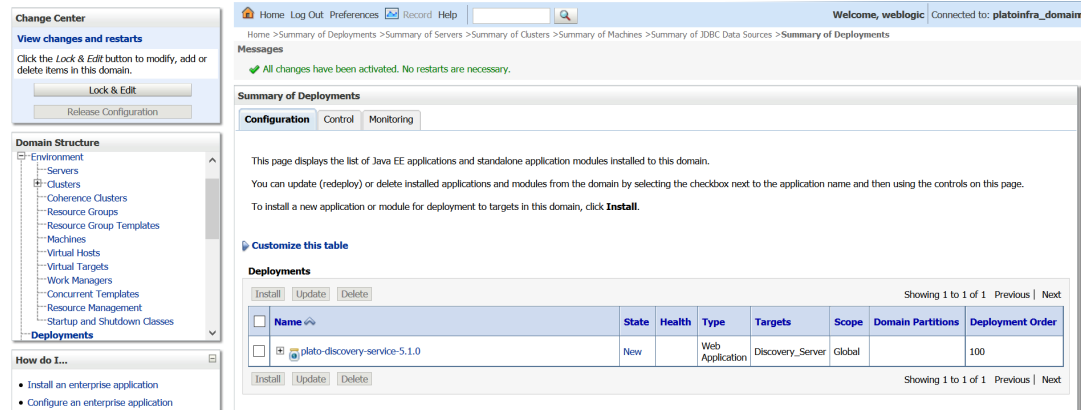 Change Center
View changes and restarts
Click the Lock & Edit button to modify, add or
delete items in this domain.
Lock & Edit
Release Configuration
Domain Structure
Environment
Servers
Clusters
Coherence Clusters
Resource Groups
Resource Group Templates
Machines
Virtual Hosts
Virtual Targets
Work Managers
Concurrent Templates
Resource Management
Startup and Shutdown Classes
Deployments
How do I...
Install an enterprise application
Configure an enterprise application
Home Log Out Preferences Record Help
Welcome, weblogic Connected to: platoinfra_domain
Home >Summary of Deployments >Summary of Servers >Summary of Clusters >Summary of Machines >Summary of JDBC Data Sources >Summary of Deployments
Messages
All changes have been activated. No restarts are necessary.
Summary of Deployments
Configuration Control Monitoring
This page displays the list of Java EE applications and standalone application modules installed to this domain.
You can update (redeploy) or delete installed applications and modules from the domain by selecting the checkbox next to the application name and then using the controls on this page.
To install a new application or module for deployment to targets in this domain, click Install.
Customize this table
Deployments
Install Update Delete Showing 1 to 1 of 1 Previous | Next
Name State Health Type Targets Scope Domain Partitions Deployment Order
plato-discovery-service-5.1.0 New Web Application Discovery_Server Global 100
Install Update Delete Showing 1 to 1 of 1 Previous | Next